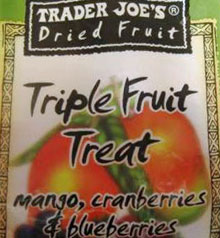 TRADER JOE'S®
Dried Fruit
Triple Fruit
Treat
mango, cranberries
& blueberries